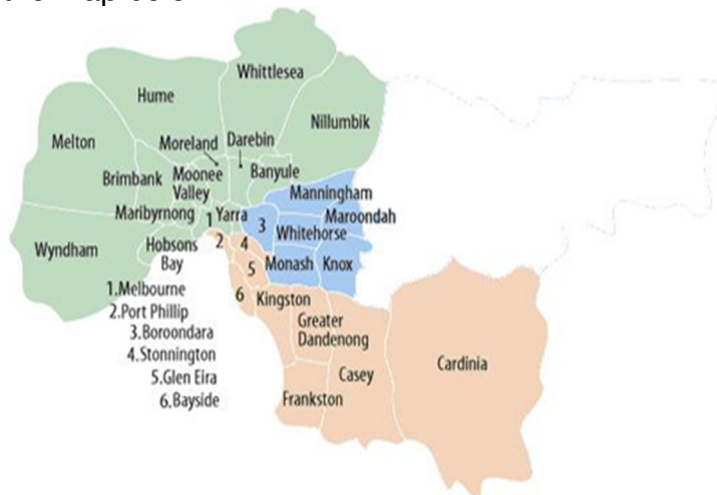 Whittlesea
Hume
Nillumbik
Melton
Moreland
Darebin
Brimbank
Moonee
Valley
Banyule
Manningham
Maribyrnong
1
Yarra
3
Maroondah
Whitehorse
Wyndham
Hobsons
Bay
2
4
5
Monash
Knox
6
Kingston
1.Melbourne
2.Port Phillip
3.Boroondara
4.Stonnington
5.Glen Eira
6.Bayside
Greater
Dandenong
Cardinia
Casey
Frankston